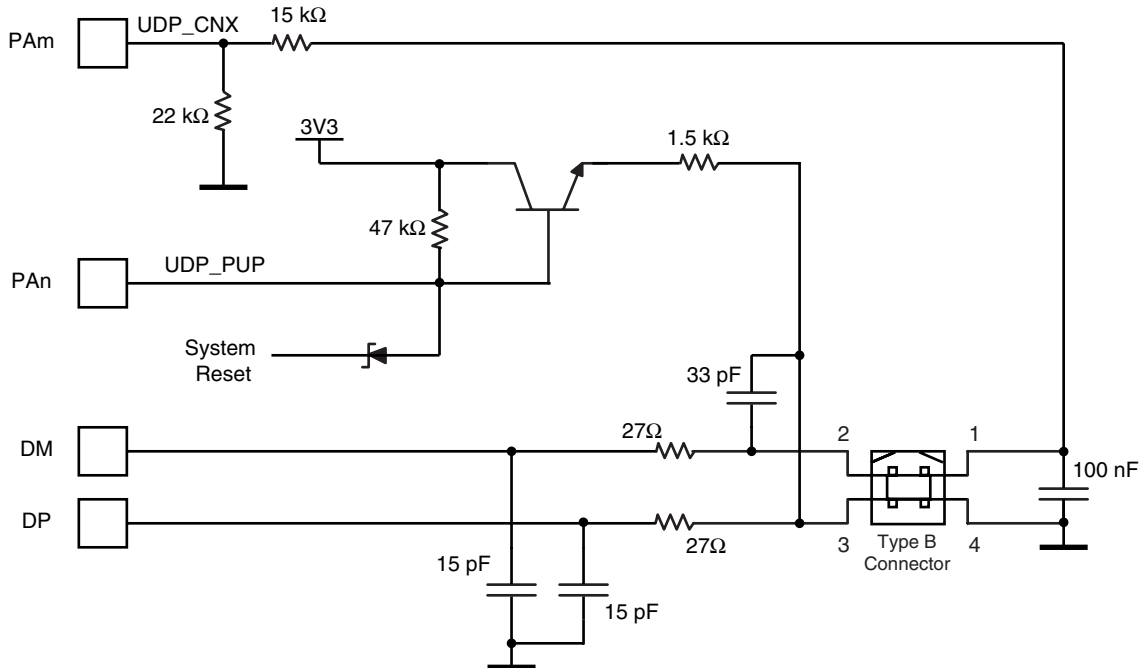 PAm
UDP_CNX
15 kΩ
22 kΩ
3V3
1.5 kΩ
47 kΩ
PAn
UDP_PUP
System
Reset
33 pF
DM
27Ω
2
1
100 nF
DP
27Ω
3
Type B
Connector
4
15 pF
15 pF